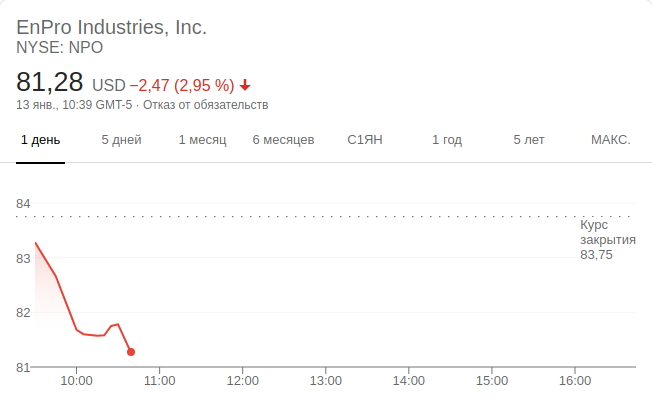 EnPro Industries, Inc.
NYSE: NPO
81,28 USD −2,47 (2,95 %)
13 янв., 10:39 GMT-5 · Отказ от обязательств
1 день 5 дней 1 месяц 6 месяцев С1ЯН 1 год 5 лет МАКС.
84
Курс
закрытия
83,75
83
82
81
10:00 11:00 12:00 13:00 14:00 15:00 16:00